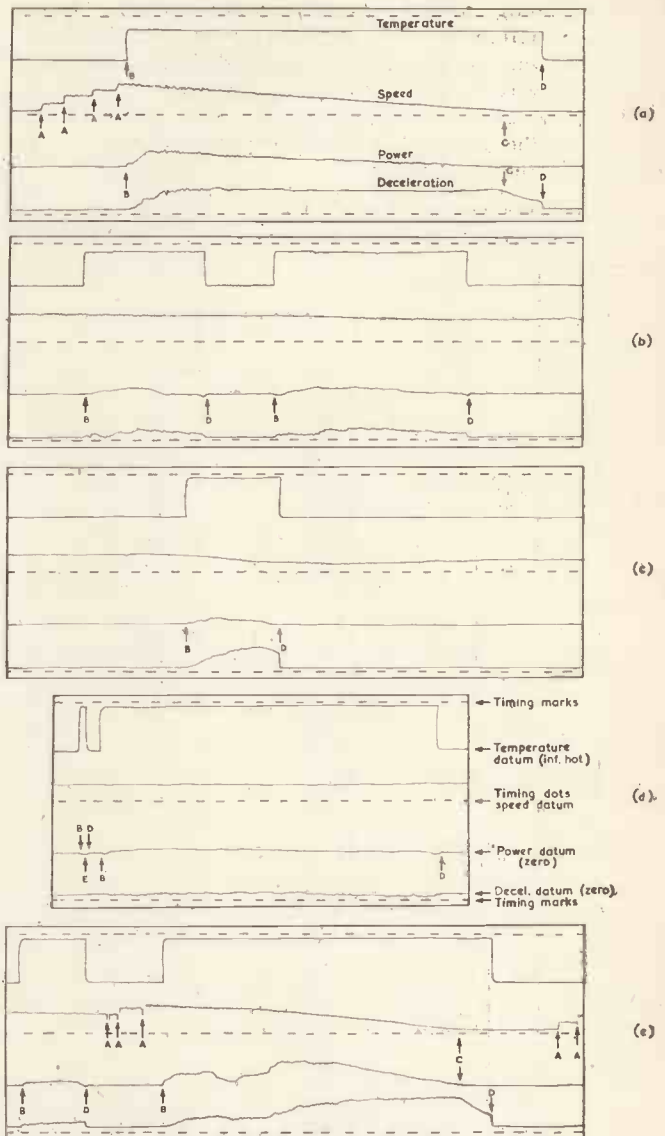 Temperature
B
D
Speed
A A A A
(a)
C
Power
C
B
Deceleration
D
(b)
B D B D
(c)
B D
Timing marks
Temperature
datum (inf. hot)
Timing dots
speed datum
(d)
B D
E B
D
Power datum
(zero)
Decel. datum (zero)
Timing marks
(e)
A A A
A A
C
B D B
D